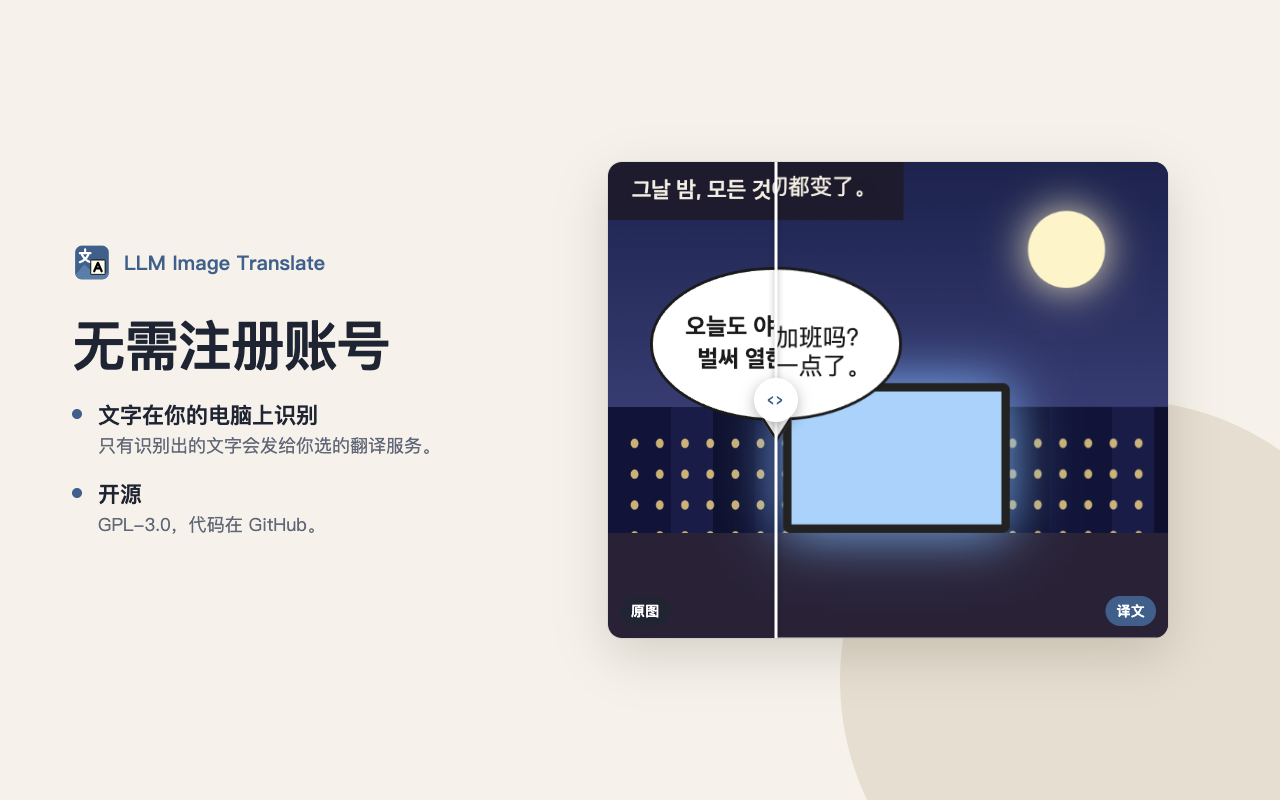 LLM Image Translate
无需注册账号
文字在你的电脑上识别
只有识别出的文字会发给你选的翻译服务。
开源
GPL-3.0，代码在 GitHub。
그날 밤, 모든 것
都变了。
오늘도 야
加班吗?
벌써 열
一点了。
原图
译文